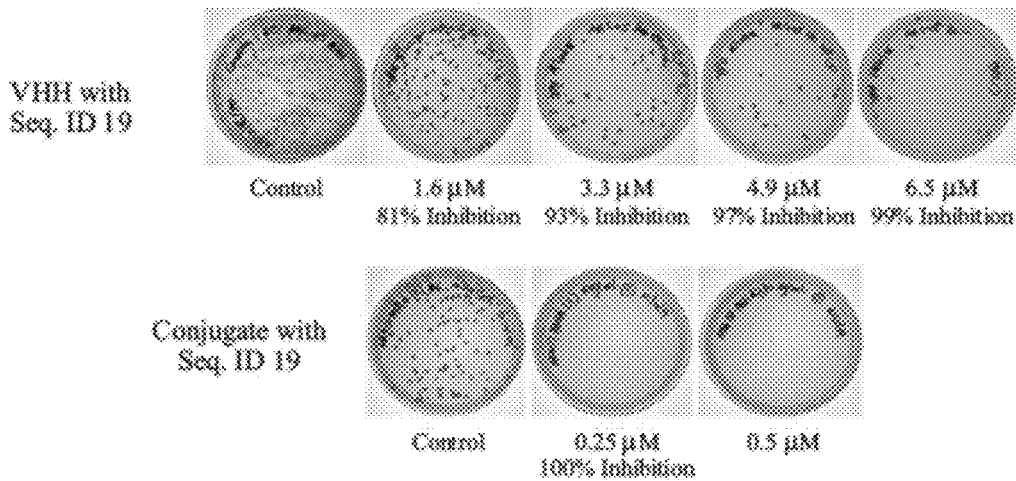 VHH with
Seq. ID 19
Control
1.6 µM
81% Inhibition
3.3 µM
93% Inhibition
4.9 µM
97% Inhibition
6.5 µM
99% Inhibition
Conjugate with
Seq. ID 19
Control
0.25 µM
100% Inhibition
0.5 µM